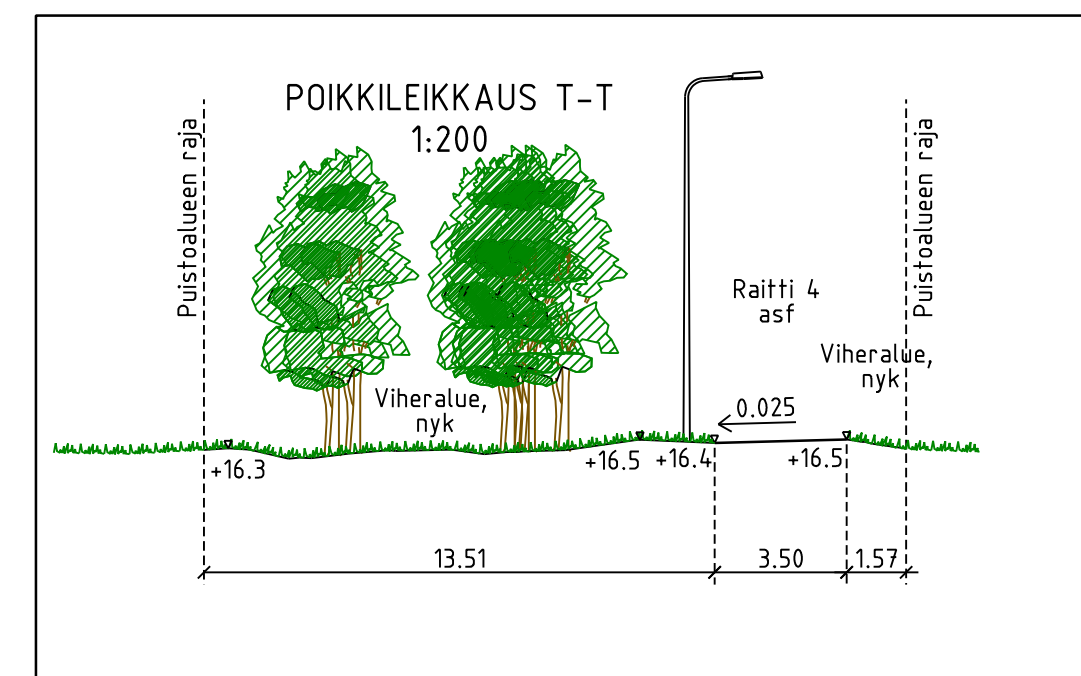 POIKKILEIKKAUS T-T
1:200
Puistoalueen raja
Puistoalueen raja
Raitti 4
asf
Viheralue,
nyk
Viheralue,
nyk
0.025
+16.3
+16.5
+16.4
+16.5
13.51
3.50
1.57